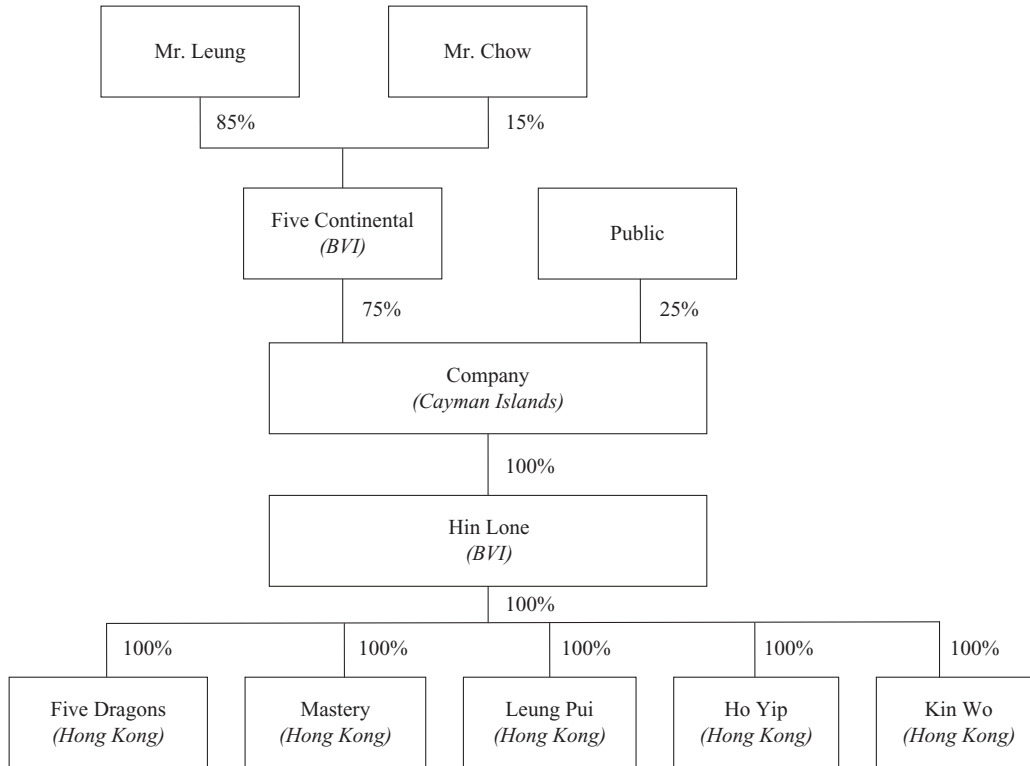 Mr. Leung
Mr. Chow
85%
15%
Five Continental
(BVI)
Public
75%
25%
Company
(Cayman Islands)
100%
Hin Lone
(BVI)
100%
100%
100%
100%
100%
100%
Five Dragons
(Hong Kong)
Mastery
(Hong Kong)
Leung Pui
(Hong Kong)
Ho Yip
(Hong Kong)
Kin Wo
(Hong Kong)